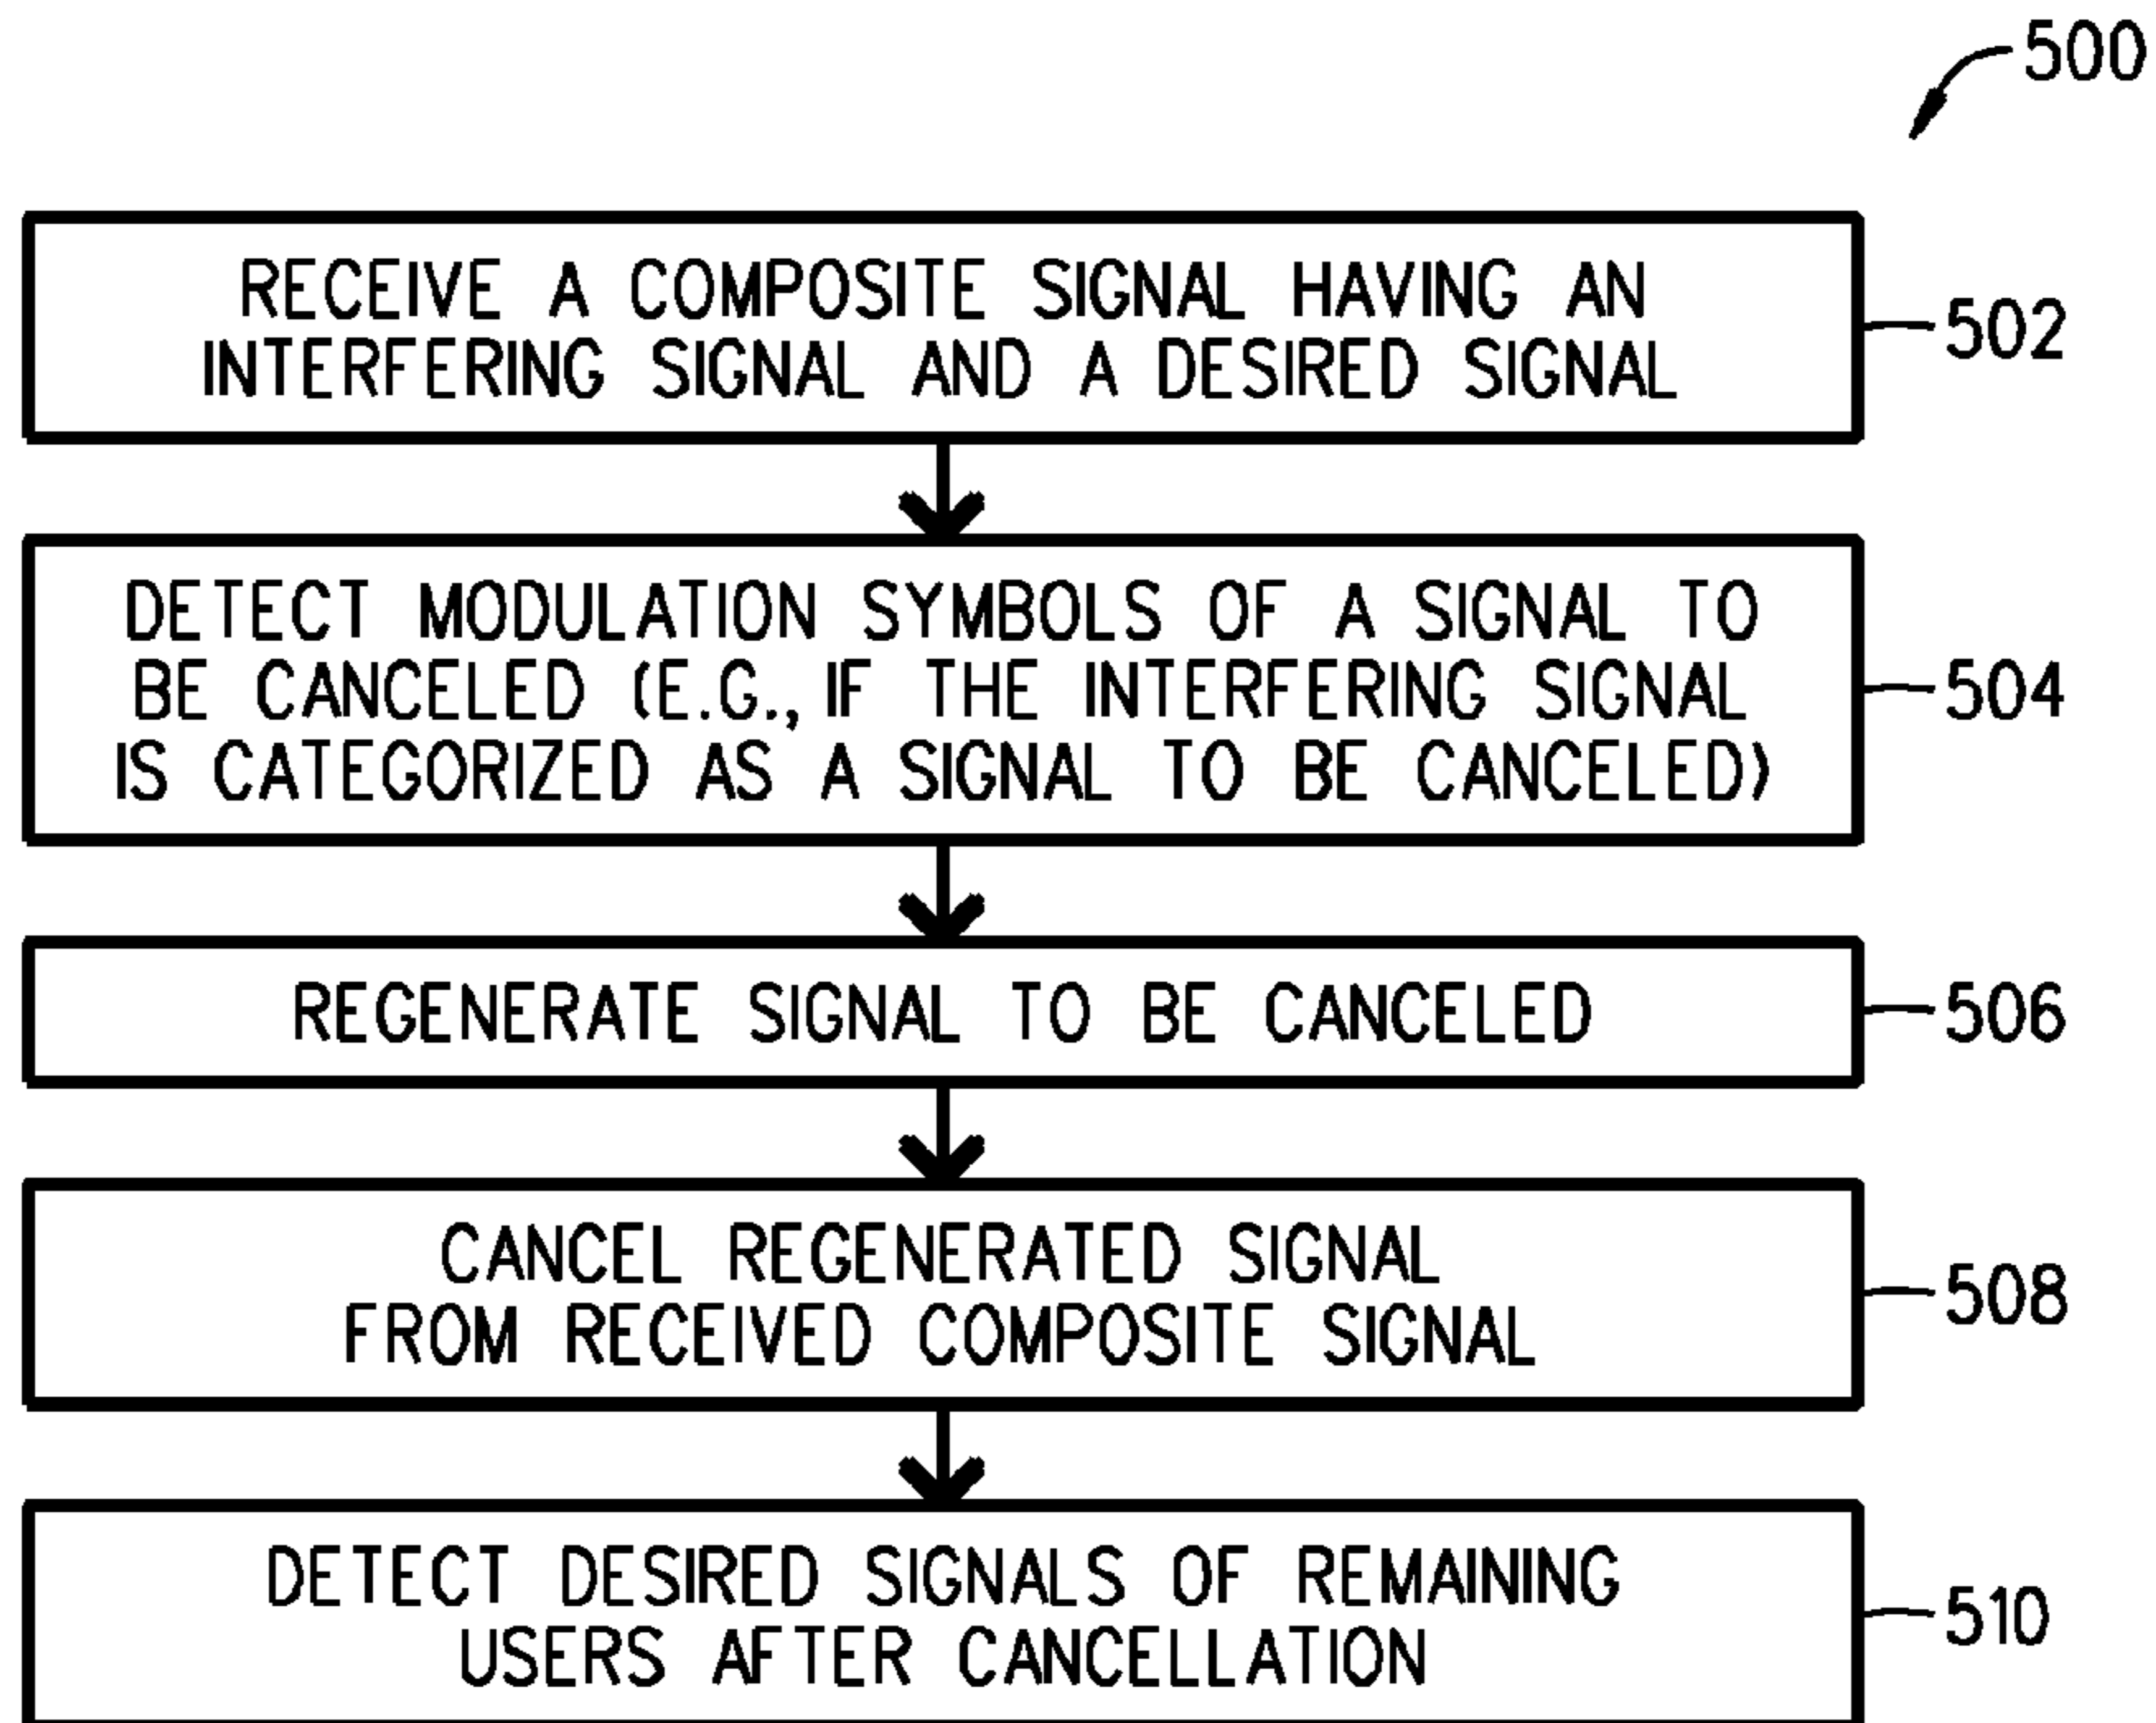 500
RECEIVE A COMPOSITE SIGNAL HAVING AN
INTERFERING SIGNAL AND A DESIRED SIGNAL
502
DETECT MODULATION SYMBOLS OF A SIGNAL TO
BE CANCELED (E.G., IF THE INTERFERING SIGNAL
IS CATEGORIZED AS A SIGNAL TO BE CANCELED)
504
REGENERATE SIGNAL TO BE CANCELED
506
CANCEL REGENERATED SIGNAL
FROM RECEIVED COMPOSITE SIGNAL
508
DETECT DESIRED SIGNALS OF REMAINING
USERS AFTER CANCELLATION
510